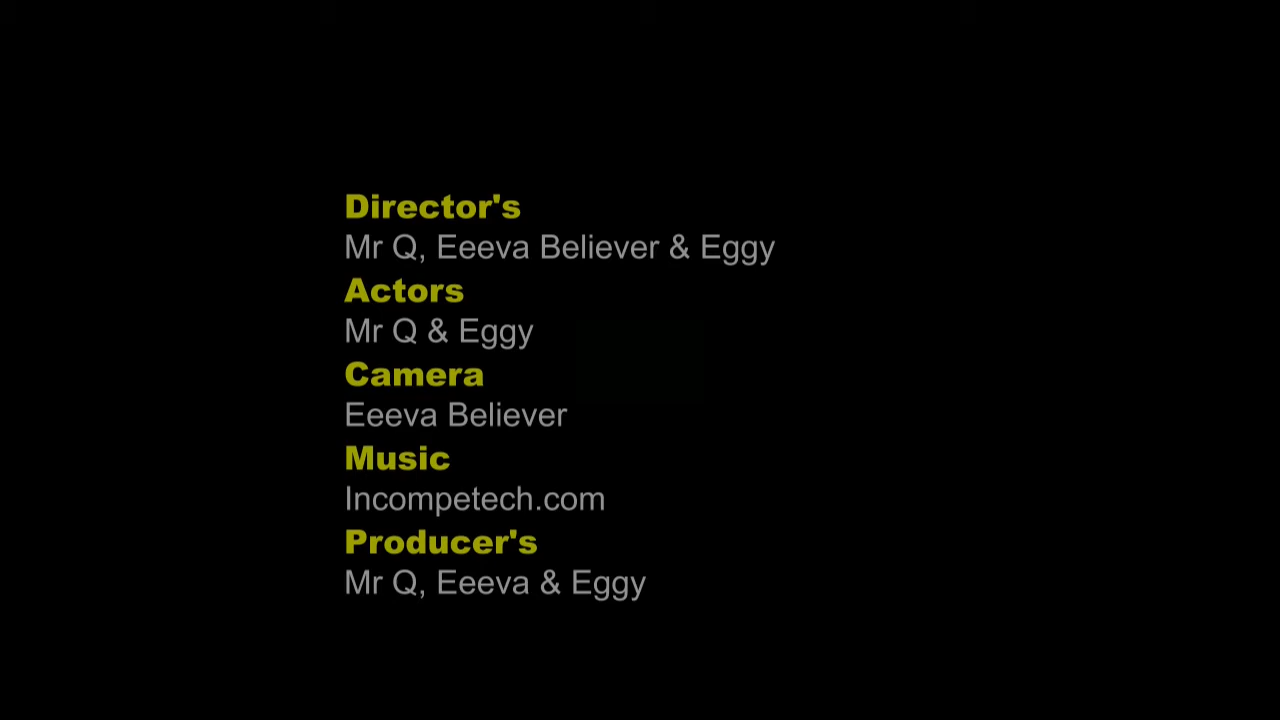 Director's
Mr Q, Eeeva Believer & Eggy
Actors
Mr Q & Eggy
Camera
Eeeva Believer
Music
Incompetech.com
Producer's
Mr Q, Eeeva & Eggy